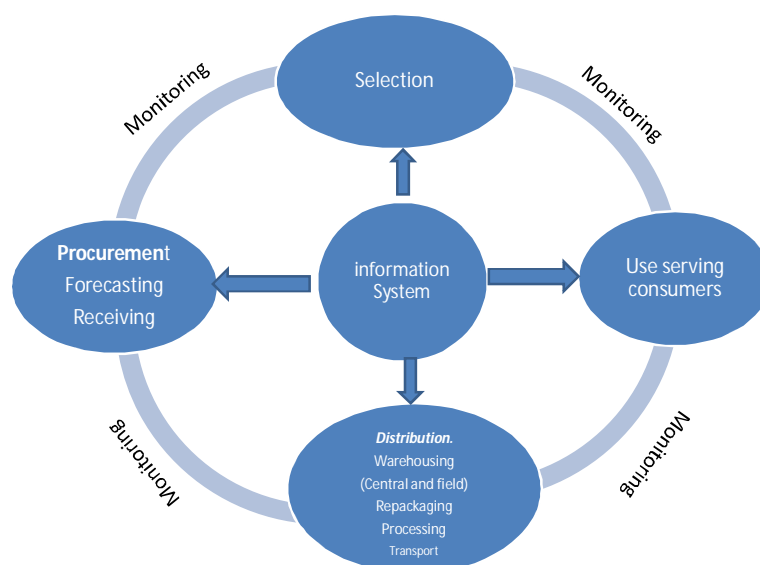 Selection
Monitoring
Monitoring
Procurement
Forecasting
Receiving
information
System
Use serving
consumers
Distribution.
Warehousing
(Central and field)
Repackaging
Processing
Transport
Monitoring
Monitoring